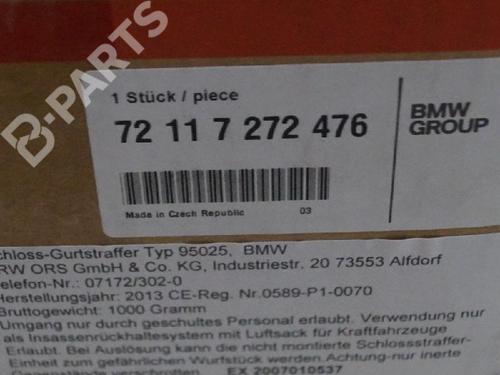 B-PARTS
1 Stück / piece
72 11 7 272 476
BMW
GROUP
Made in Czech Republic 03
chloss-Gurtstraffer Typ 95025, BMW
RW ORS GmbH & Co. KG, Industriestr. 20 73553 Alfdorf
elefon-Nr.: 07172/302-0
Herstellungsjahr: 2013 CE-Reg. Nr.0589-P1-0070
Bruttogewicht: 1000 Gramm
Umgang nur durch geschultes Personal erlaubt. Verwendung nur
als Insassenrückhaltesystem mit Luftsack für Kraftfahrzeuge
Erlaubt. Bei Auslösung kann die nicht montierte Schlossstraffer-
Einheit zum gefährlichen Wurfstück werden.Achtung-nur inerte
Gegenstände verstehen EX 2007010537